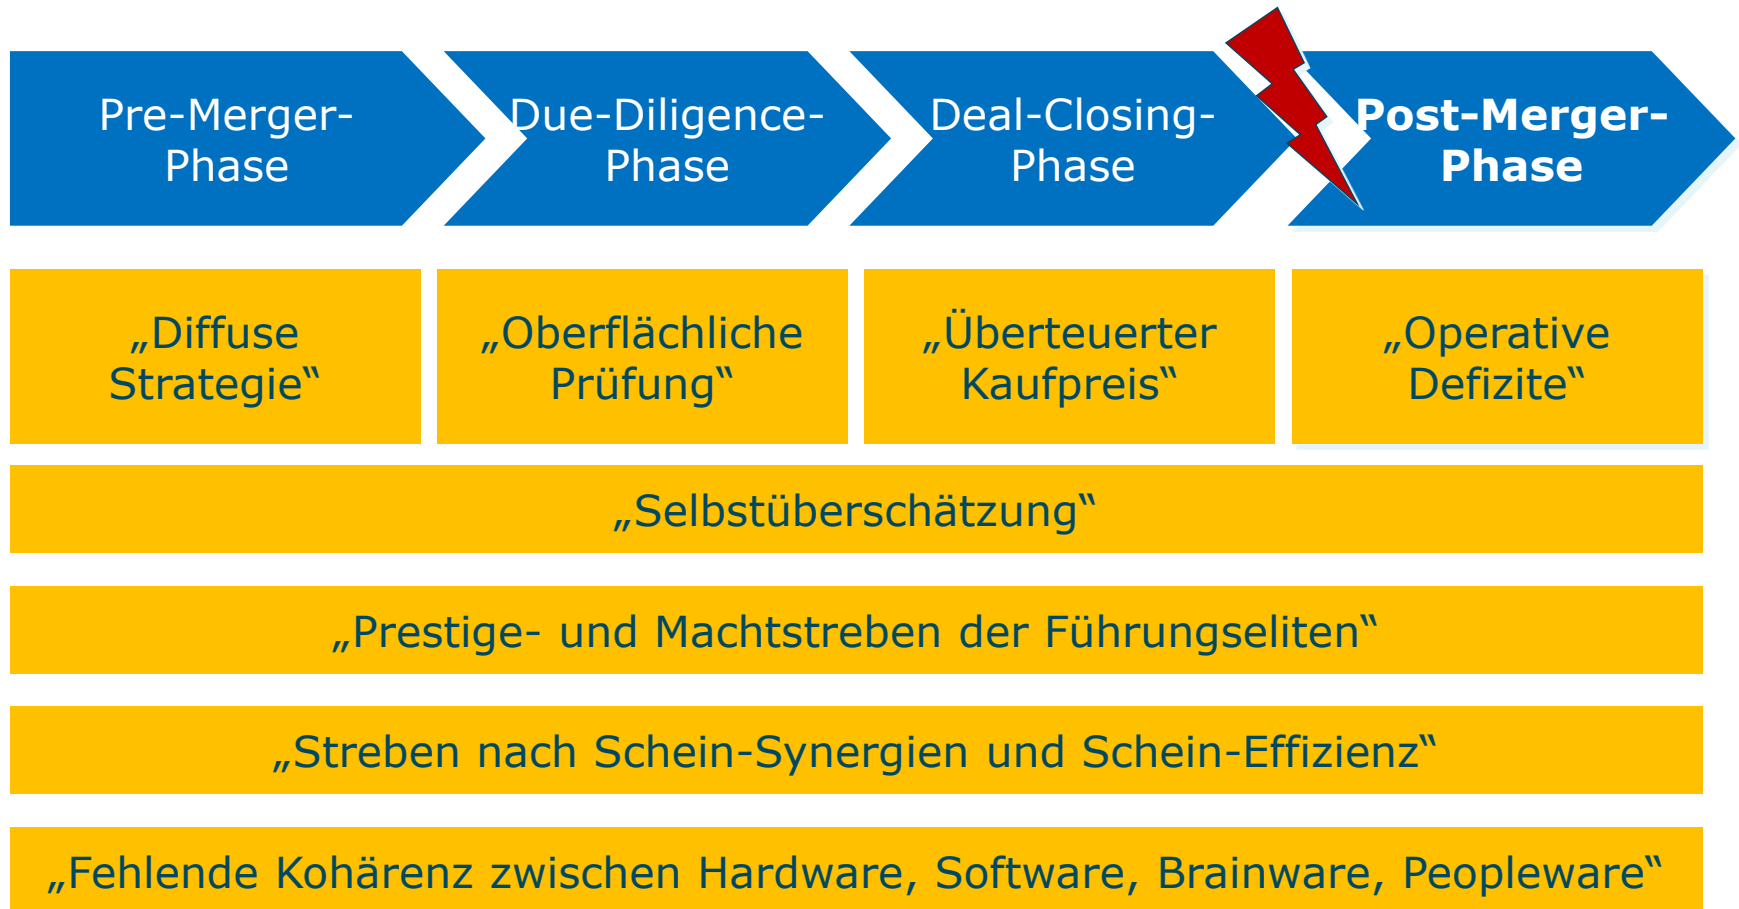 Pre-Merger-
Phase
Due-Diligence-
Phase
Deal-Closing-
Phase
Post-Merger-
Phase
„Diffuse
Strategie“
„Oberflächliche
Prüfung“
„Überteuerter
Kaufpreis“
„Operative
Defizite“
„Selbstüberschätzung“
„Prestige- und Machtstreben der Führungseliten“
„Streben nach Schein-Synergien und Schein-Effizienz“
„Fehlende Kohärenz zwischen Hardware, Software, Brainware, Peopleware“